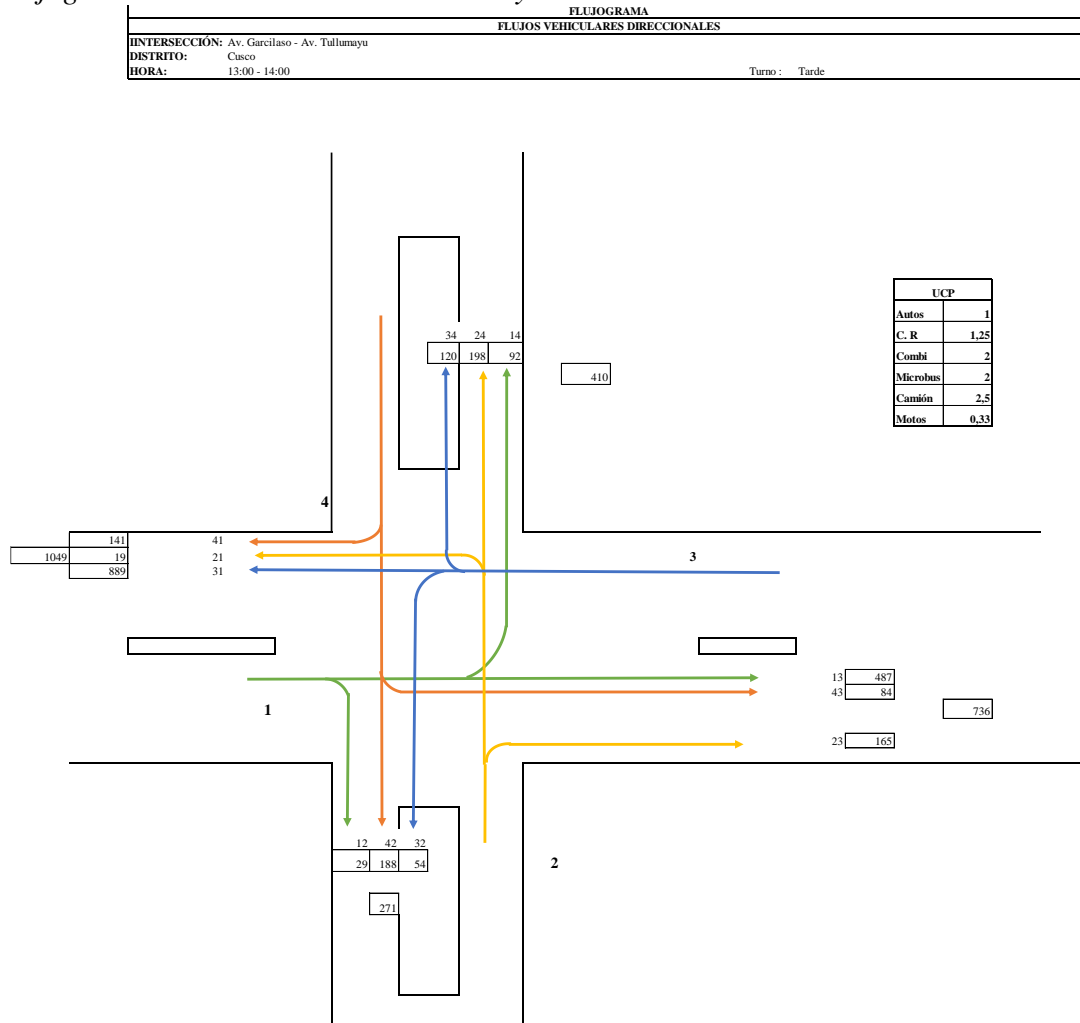 FLUJOGRAMA
FLUJOS VEHICULARES DIRECCIONALES
IINTERSECCIÓN: Av. Garcilaso - Av. Tullumayu
DISTRITO: Cusco
HORA: 13:00 - 14:00 Turno : Tarde
UCP
Autos 1
C. R 1,25
Combi 2
Microbus 2
Camión 2,5
Motos 0,33
34 24 14
120 198 92
410
4
141 41
1049 19 21
889 31
3
13 487
43 84
1
736
23 165
12 42 32
29 188 54
2
271